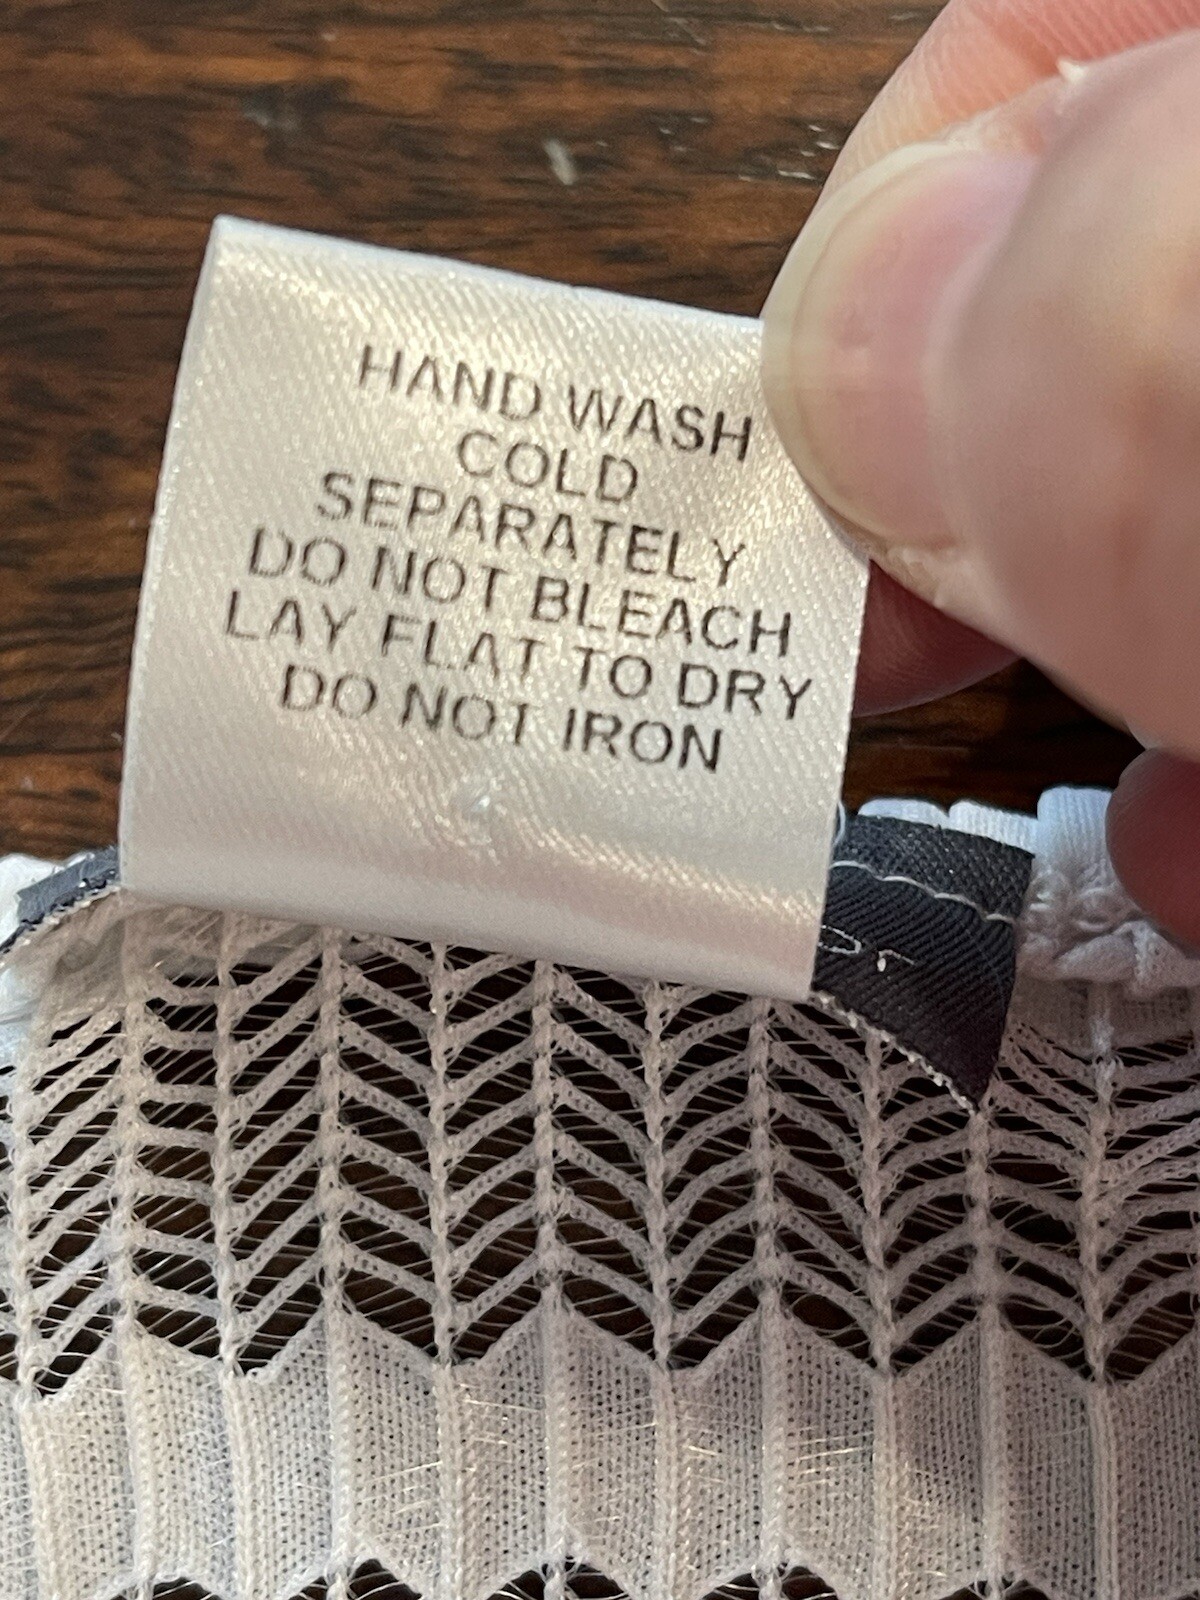 HAND WASH
COLD
SEPARATELY
DO NOT BLEACH
LAY FLAT TO DRY
DO NOT IRON